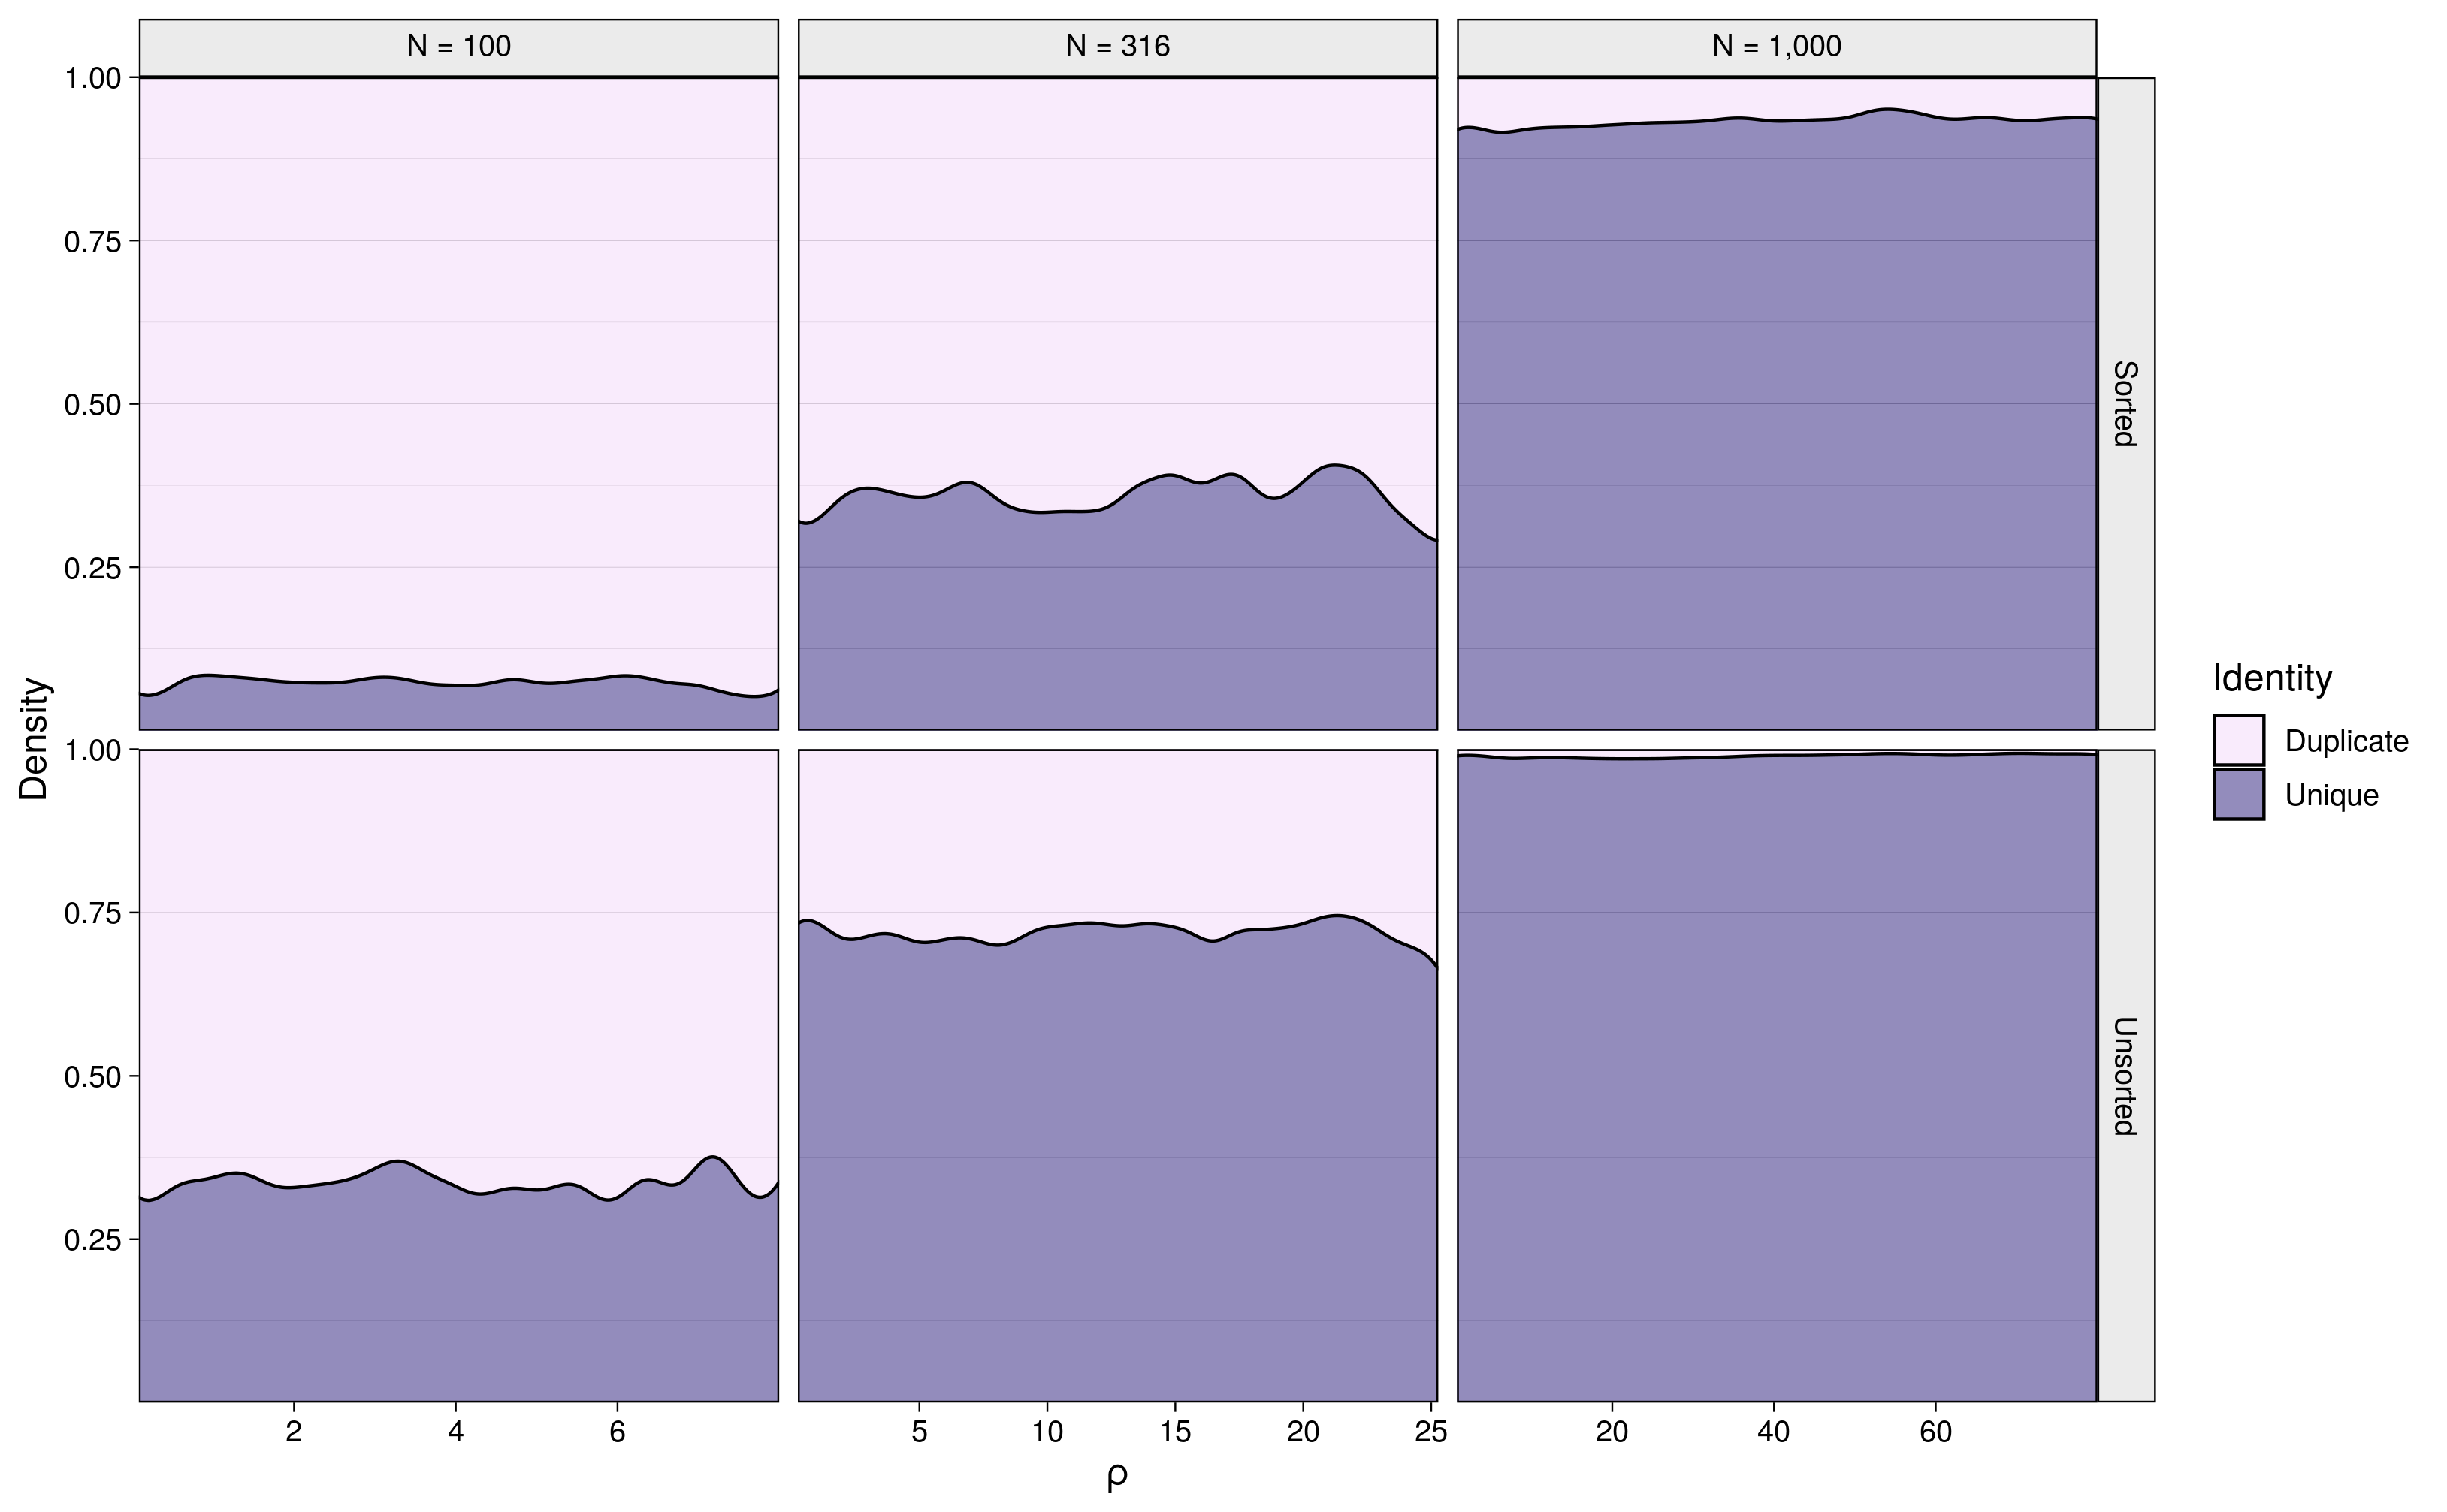 N = 100
N = 316
N = 1,000
1.00
0.75
0.50
0.25
Sorted
Density
1.00
0.75
0.50
0.25
Unsorted
2 4 6
5 10 15 20 25
20 40 60
ρ
Identity
Duplicate
Unique